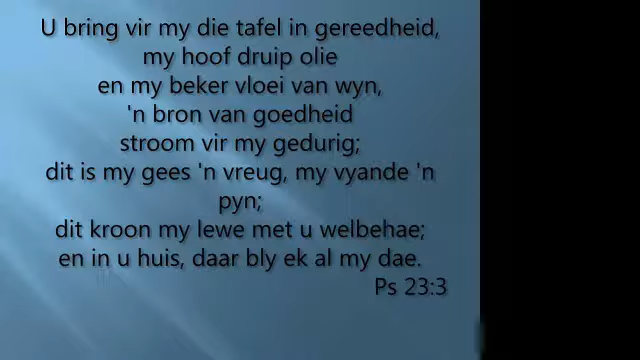 U bring vir my die tafel in gereedheid,
my hoof druip olie
en my beker vloei van wyn,
'n bron van goedheid
stroom vir my gedurig;
dit is my gees 'n vreug, my vyande 'n
pyn;
dit kroon my lewe met u welbehae;
en in u huis, daar bly ek al my dae.
Ps 23:3